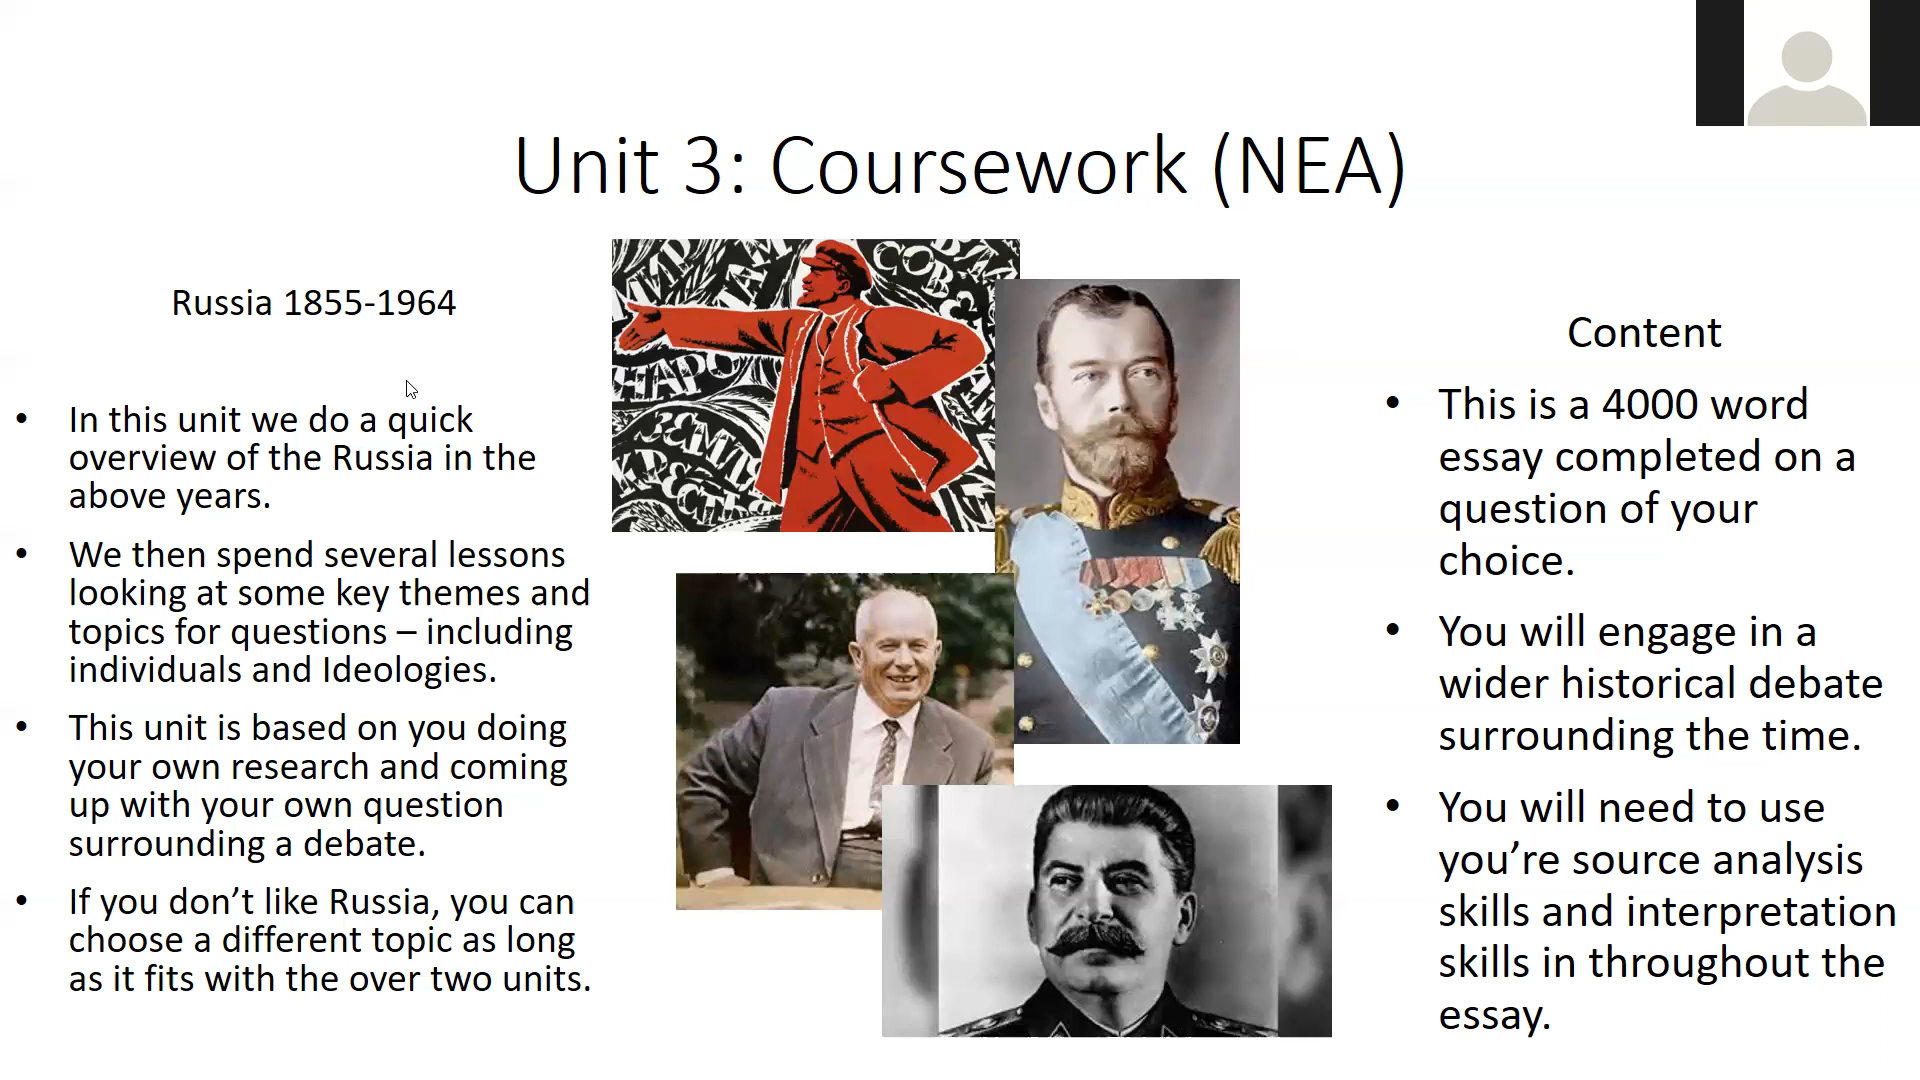 Unit 3: Coursework (NEA)
Russia 1855-1964
• In this unit we do a quick
overview of the Russia in the
above years.
• We then spend several lessons
looking at some key themes and
topics for questions – including
individuals and Ideologies.
• This unit is based on you doing
your own research and coming
up with your own question
surrounding a debate.
• If you don’t like Russia, you can
choose a different topic as long
as it fits with the over two units.
СОВ
Content
• This is a 4000 word
essay completed on a
question of your
choice.
• You will engage in a
wider historical debate
surrounding the time.
• You will need to use
you’re source analysis
skills and interpretation
skills in throughout the
essay.